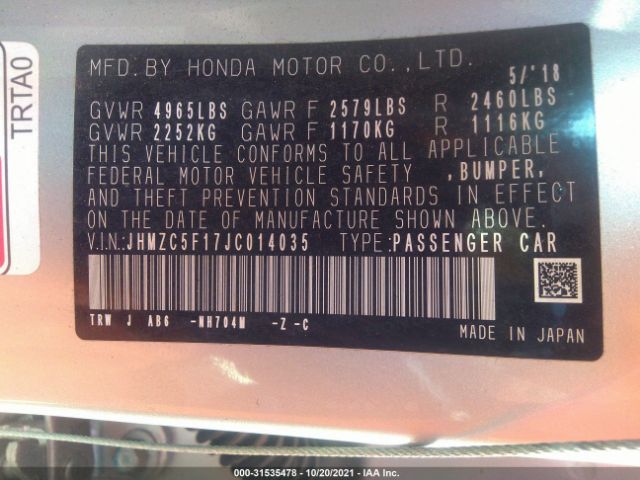 TRTA0
MFD. BY HONDA MOTOR CO., LTD.
5/'18
GVWR 4965LBS GAWR F 2579LBS R 2460LBS
GVWR 2252KG GAWR F 1170KG R 1116KG
THIS VEHICLE CONFORMS TO ALL APPLICABLE
FEDERAL MOTOR VEHICLE SAFETY ,BUMPER,
AND THEFT PREVENTION STANDARDS IN EFFECT
ON THE DATE OF MANUFACTURE SHOWN ABOVE.
V.I.N:JHMZC5F17JC014035 TYPE:PASSENGER CAR
TRW J AB6 -NH704M -Z -C
MADE IN JAPAN
000-31535478 - 10/20/2021 - IAA Inc.